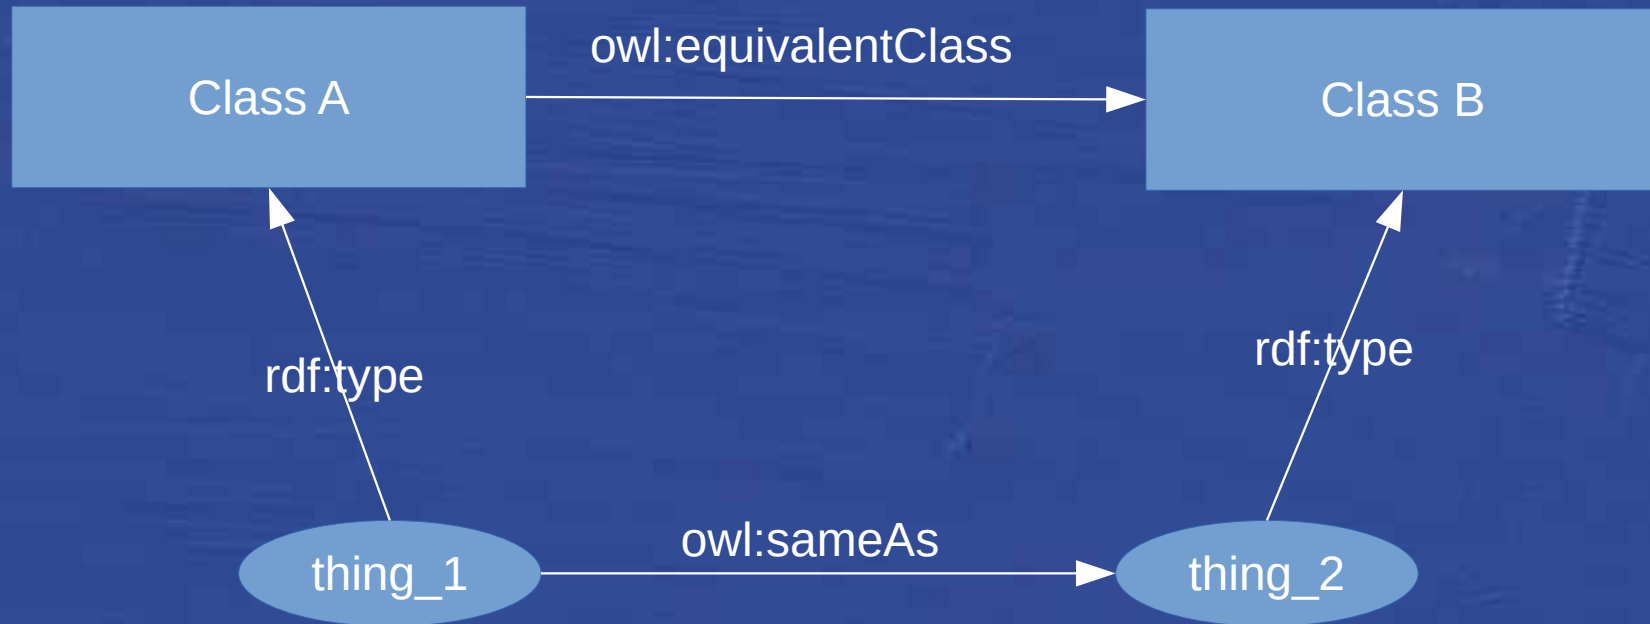 owl:equivalentClass
Class A
Class B
rdf:type
rdf:type
owl:sameAs
thing_1
thing_2